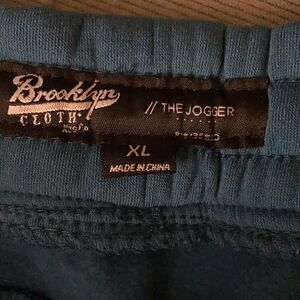 Brooklyn
CLOTH
// THE JOGGER
XL
MADE IN CHINA